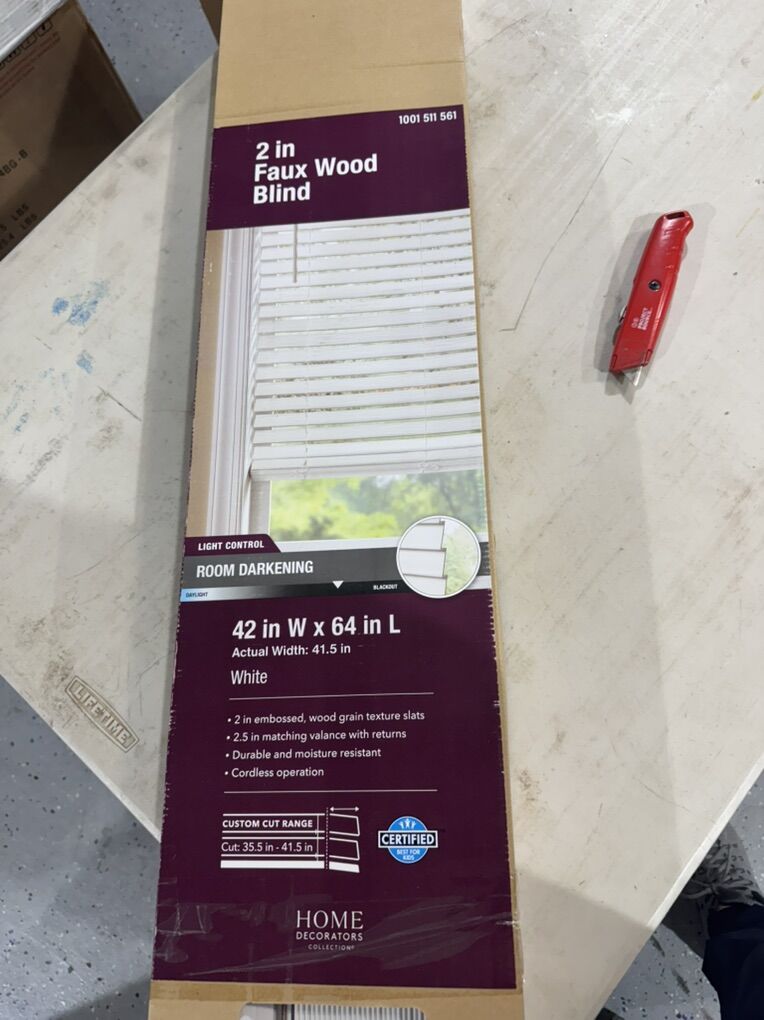 1001 511 561
2 in
Faux Wood
Blind
LIGHT CONTROL
ROOM DARKENING
DAYLIGHT
BLACKOUT
42 in W x 64 in L
Actual Width: 41.5 in
White
• 2 in embossed, wood grain texture slats
• 2.5 in matching valance with returns
• Durable and moisture resistant
• Cordless operation
CUSTOM CUT RANGE
Cut: 35.5 in - 41.5 in
CERTIFIED
BEST FOR
KIDS
HOME
DECORATORS
COLLECTION®
LIFETIME
PROJECT
SOURCE